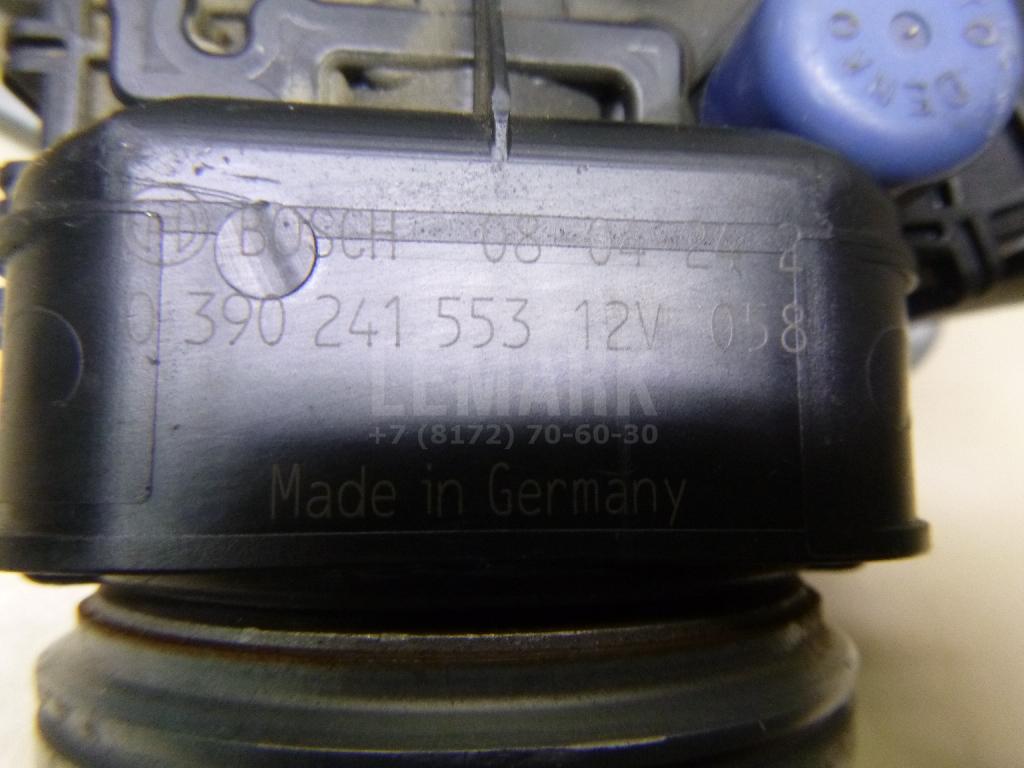 BOSCH 08 04 24 2
0 390 241 553 12V 058
LEMARK
+7 (8172) 70-60-30
Made in Germany